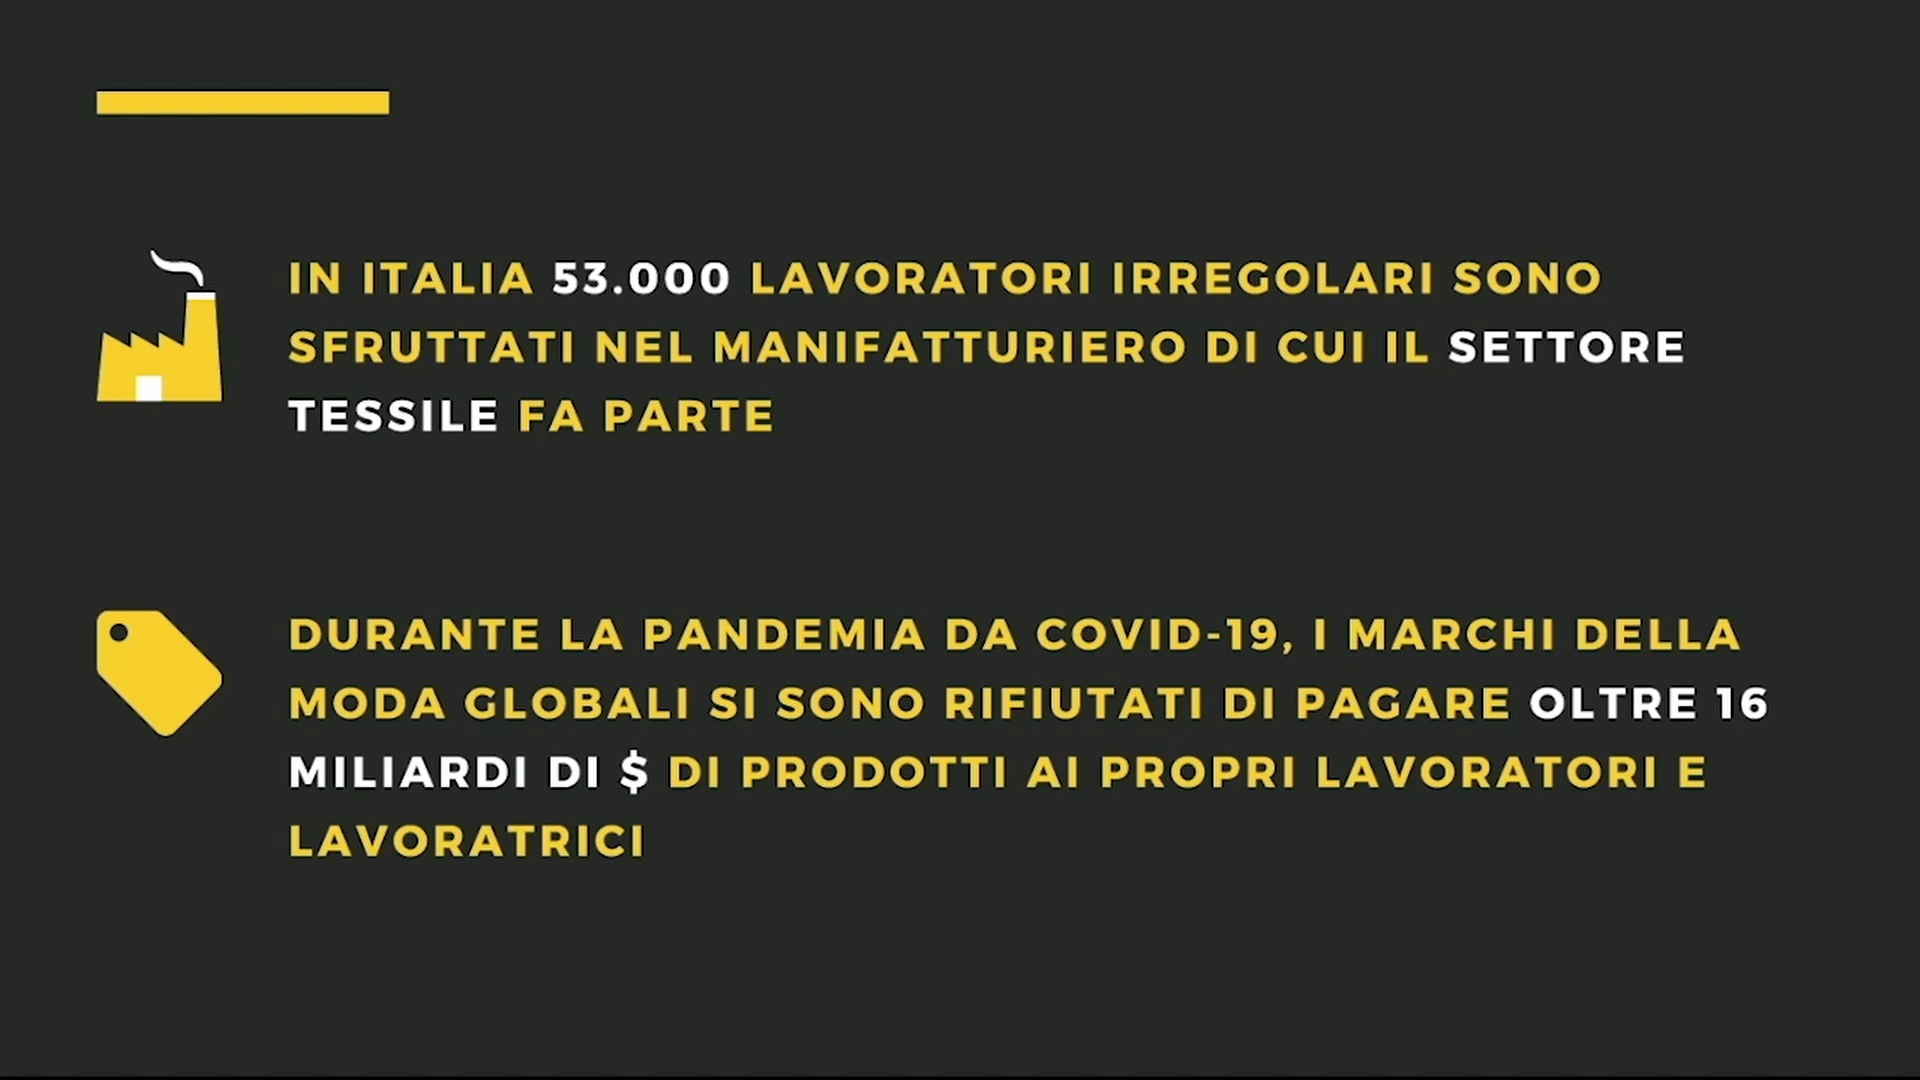 IN ITALIA 53.000 LAVORATORI IRREGOLARI SONO
SFRUTTATI NEL MANIFATTURIERO DI CUI IL SETTORE
TESSILE FA PARTE
DURANTE LA PANDEMIA DA COVID-19, I MARCHI DELLA
MODA GLOBALI SI SONO RIFIUTATI DI PAGARE OLTRE 16
MILIARDI DI $ DI PRODOTTI AI PROPRI LAVORATORI E
LAVORATRICI